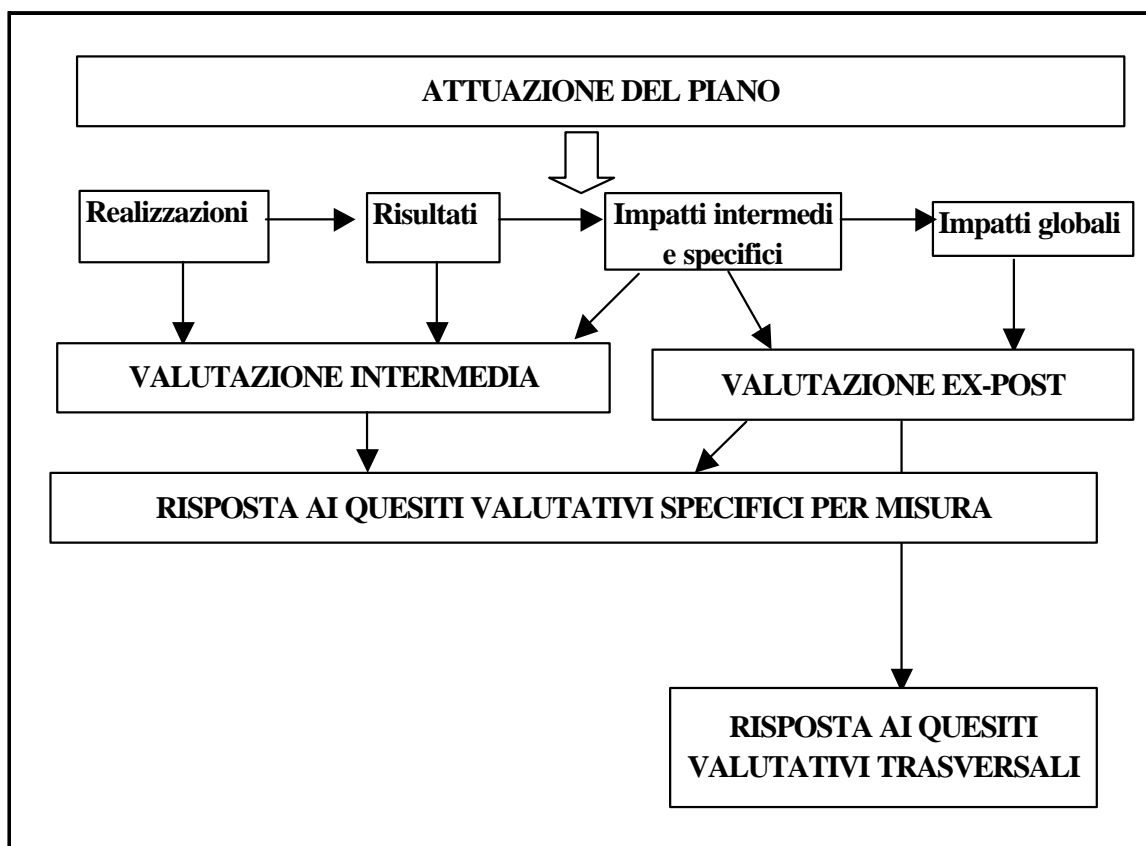 ATTUAZIONE DEL PIANO
Realizzazioni
Risultati
Impatti intermedi
e specifici
Impatti globali
VALUTAZIONE INTERMEDIA
VALUTAZIONE EX-POST
RISPOSTA AI QUESITI VALUTATIVI SPECIFICI PER MISURA
RISPOSTA AI QUESITI
VALUTATIVI TRASVERSALI